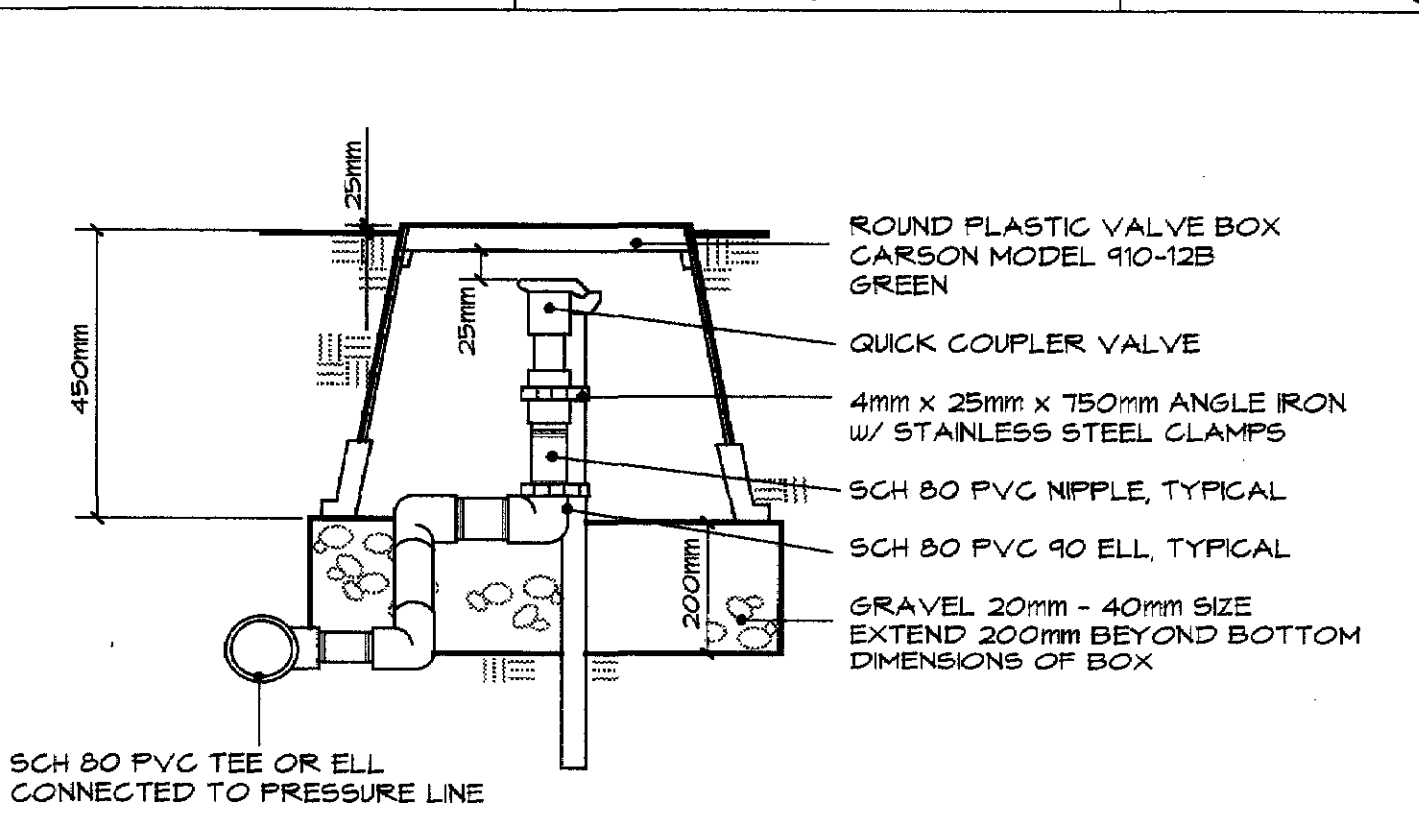 25mm
ROUND PLASTIC VALVE BOX
CARSON MODEL 910-12B
GREEN
25mm
QUICK COUPLER VALVE
450mm
4mm x 25mm x 750mm ANGLE IRON
W/ STAINLESS STEEL CLAMPS
SCH 80 PVC NIPPLE, TYPICAL
SCH 80 PVC 90 ELL, TYPICAL
200mm
GRAVEL 20mm - 40mm SIZE
EXTEND 200mm BEYOND BOTTOM
DIMENSIONS OF BOX
SCH 80 PVC TEE OR ELL
CONNECTED TO PRESSURE LINE